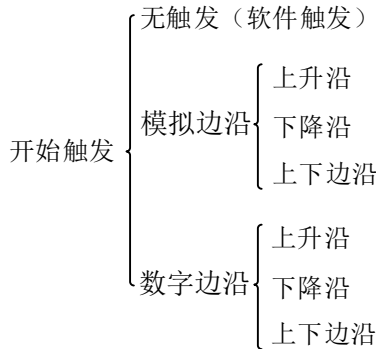 无触发（软件触发）
上升沿
模拟边沿
下降沿
开始触发
上下边沿
上升沿
数字边沿
下降沿
上下边沿